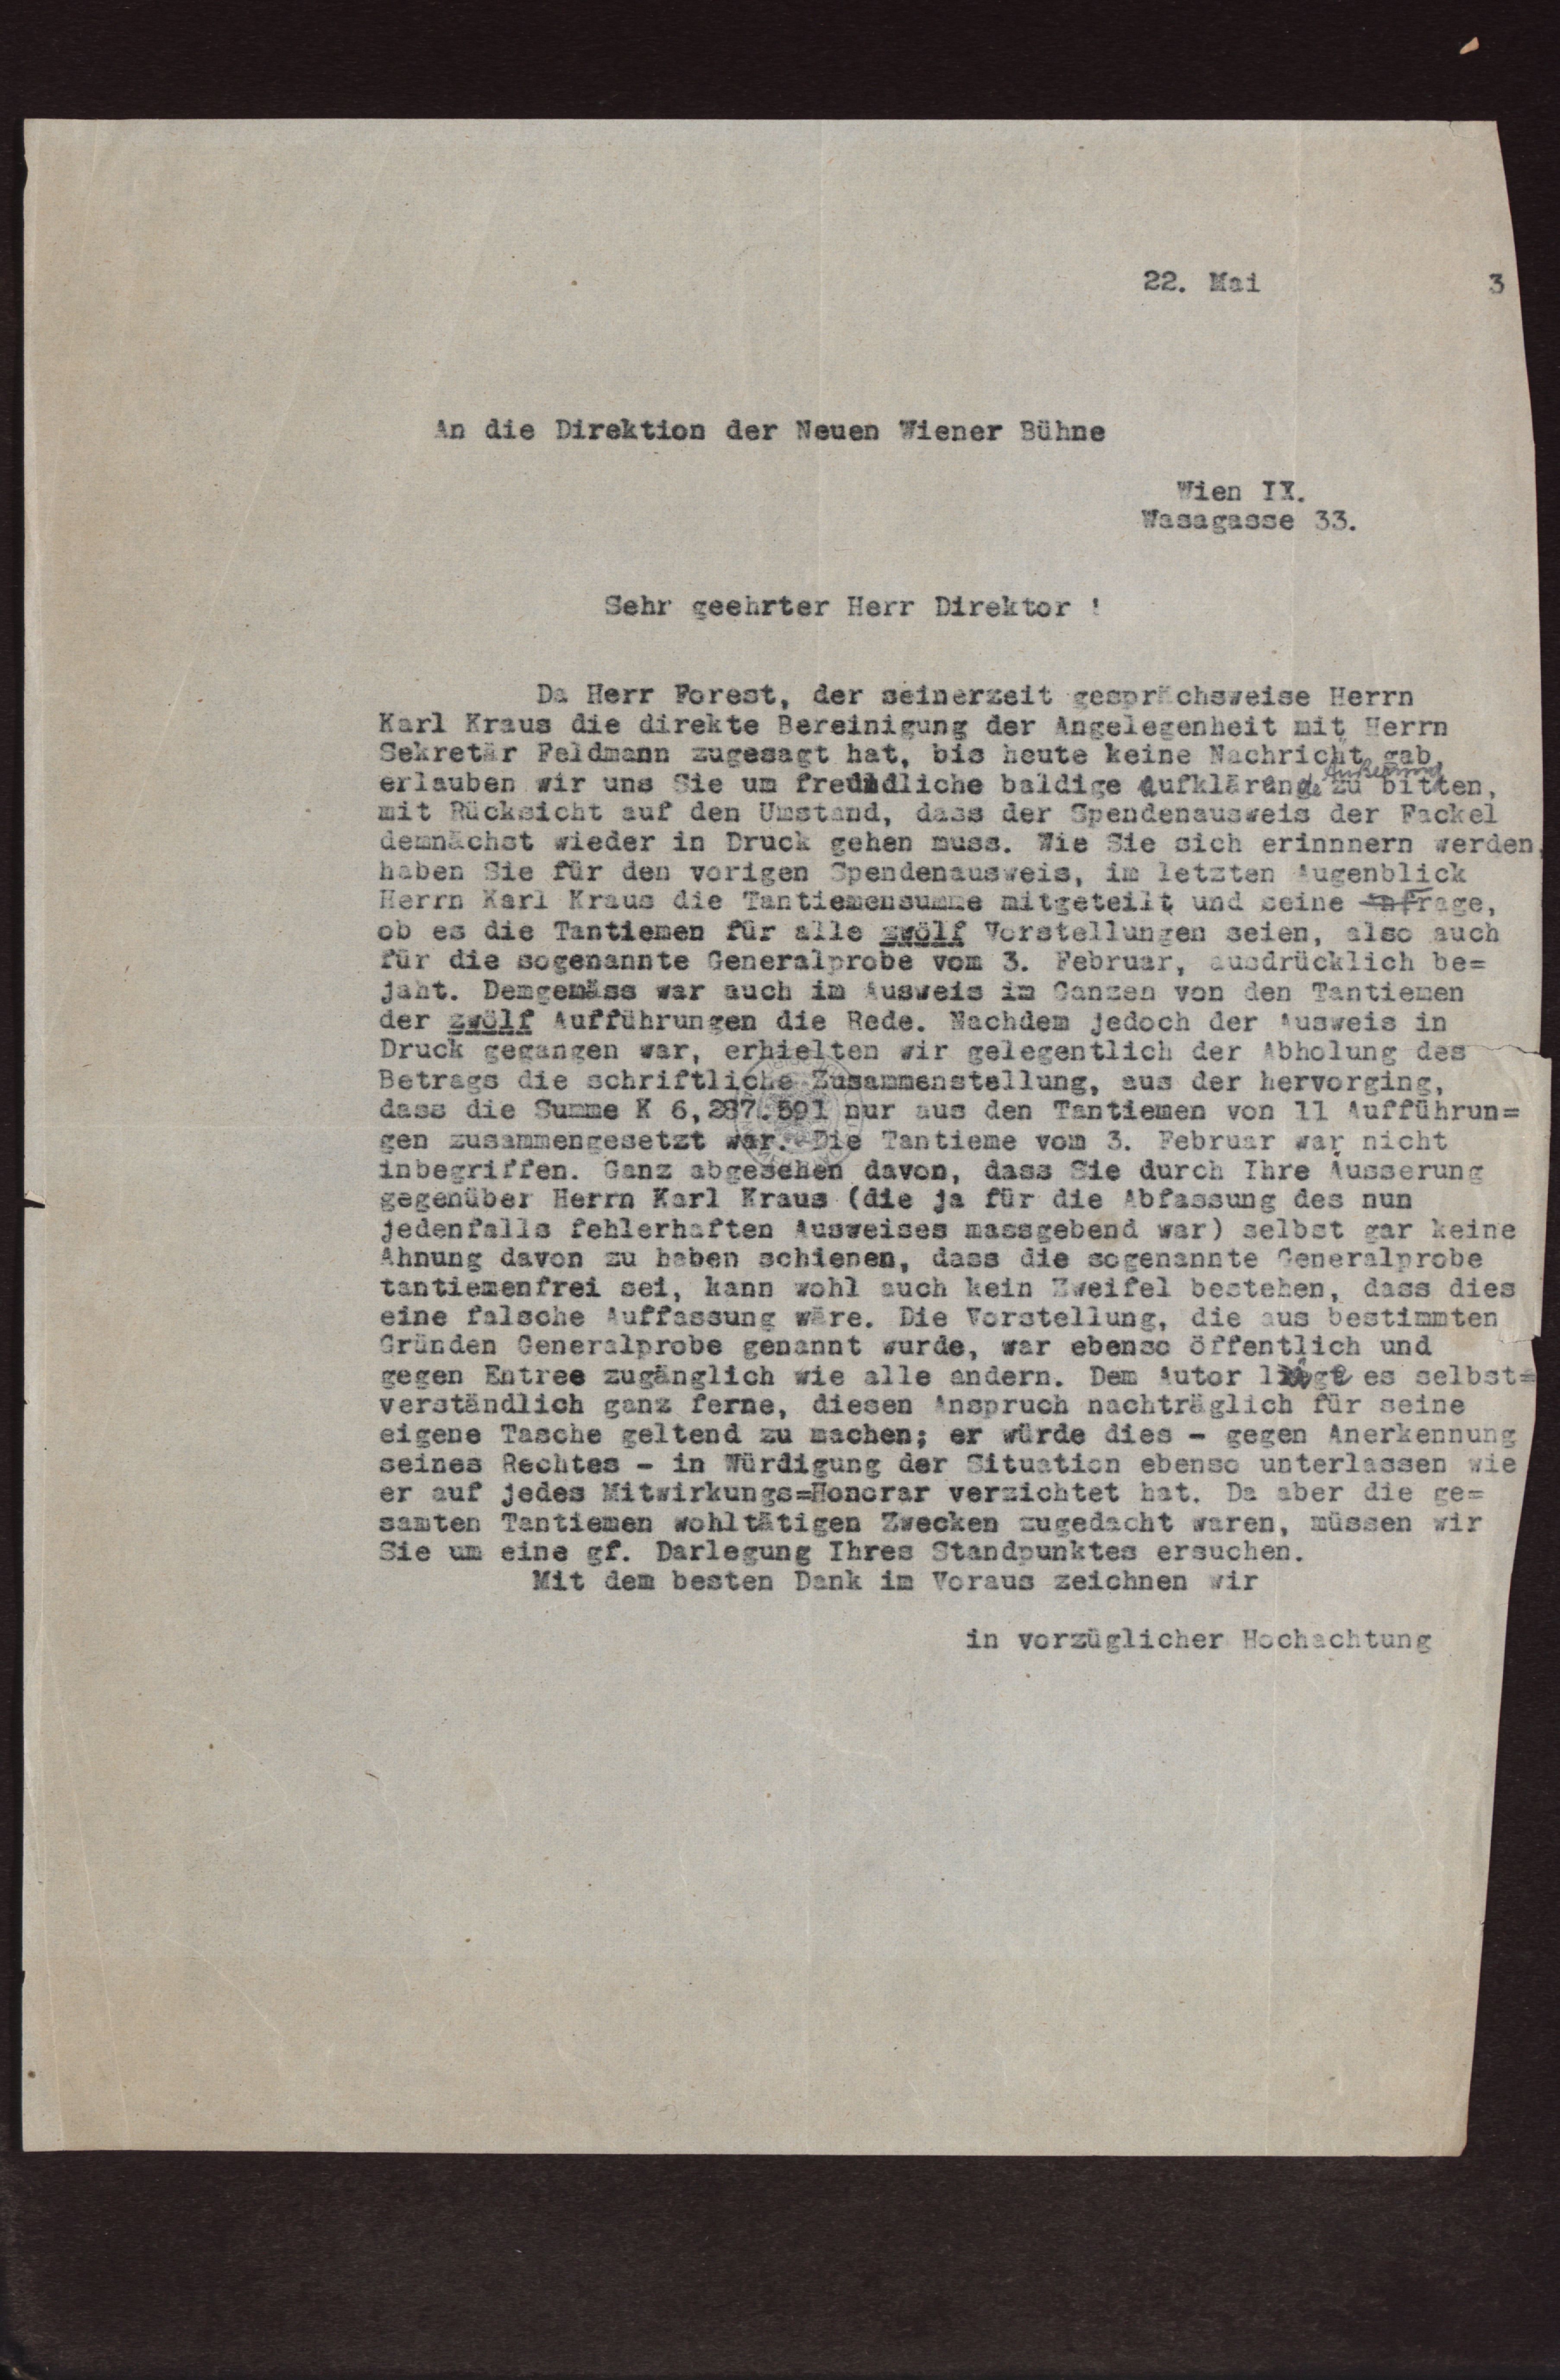 22. Mai 3
An die Direktion der Neuen Wiener Bühne
Wien IX.
Wasagasse 33.
Sehr geehrter Herr Direktor !
Da Herr Forest, der seinerzeit gesprächsweise Herrn
Karl Kraus die direkte Bereinigung der Angelegenheit mit Herrn
Sekretär Feldmann zugesagt hat, bis heute keine Nachricht gab,
Äußerung
erlauben wir uns Sie um freundliche baldige Aufklärung zu bitten,
mit Rücksicht auf den Umstand, dass der Spendenausweis der Fackel
demnächst wieder in Druck gehen muss. Wie Sie sich erinnnern werden,
haben Sie für den vorigen Spendenausweis, im letzten Augenblick
Herrn Karl Kraus die Tantiemensumme mitgeteilt und seine Anfrage,
ob es die Tantiemen für alle zwölf Vorstellungen seien, also auch
für die sogenannte Generalprobe vom 3. Februar, ausdrücklich be=
jaht. Demgemäss war auch im Ausweis im Ganzen von den Tantiemen
der zwölf Aufführungen die Rede. Nachdem jedoch der Ausweis in
Druck gegangen war, erhielten wir gelegentlich der Abholung des
Betrags die schriftliche Zusammenstellung, aus der hervorging,
dass die Summe K 6,287.591 nur aus den Tantiemen von 11 Aufführun=
gen zusammengesetzt war. Die Tantieme vom 3. Februar war nicht
inbegriffen. Ganz abgesehen davon, dass Sie durch Ihre Äusserung
gegenüber Herrn Karl Kraus (die ja für die Abfassung des nun
jedenfalls fehlerhaften Ausweises massgebend war) selbst gar keine
Ahnung davon zu haben schienen, dass die sogenannte Generalprobe
tantiemenfrei sei, kann wohl auch kein Zweifel bestehen, dass dies
eine falsche Auffassung wäre. Die Vorstellung, die aus bestimmten
Gründen Generalprobe genannt wurde, war ebenso öffentlich und
gegen Entree zugänglich wie alle andern. Dem Autor liegt es selbst=
verständlich ganz ferne, diesen Anspruch nachträglich für seine
eigene Tasche geltend zu machen; er würde dies - gegen Anerkennung
seines Rechtes - in Würdigung der Situation ebenso unterlassen wie
er auf jedes Mitwirkungs=Honorar verzichtet hat. Da aber die ge=
samten Tantiemen wohltätigen Zwecken zugedacht waren, müssen wir
Sie um eine gf. Darlegung Ihres Standpunktes ersuchen.
Mit dem besten Dank im Voraus zeichnen wir
in vorzüglicher Hochachtung